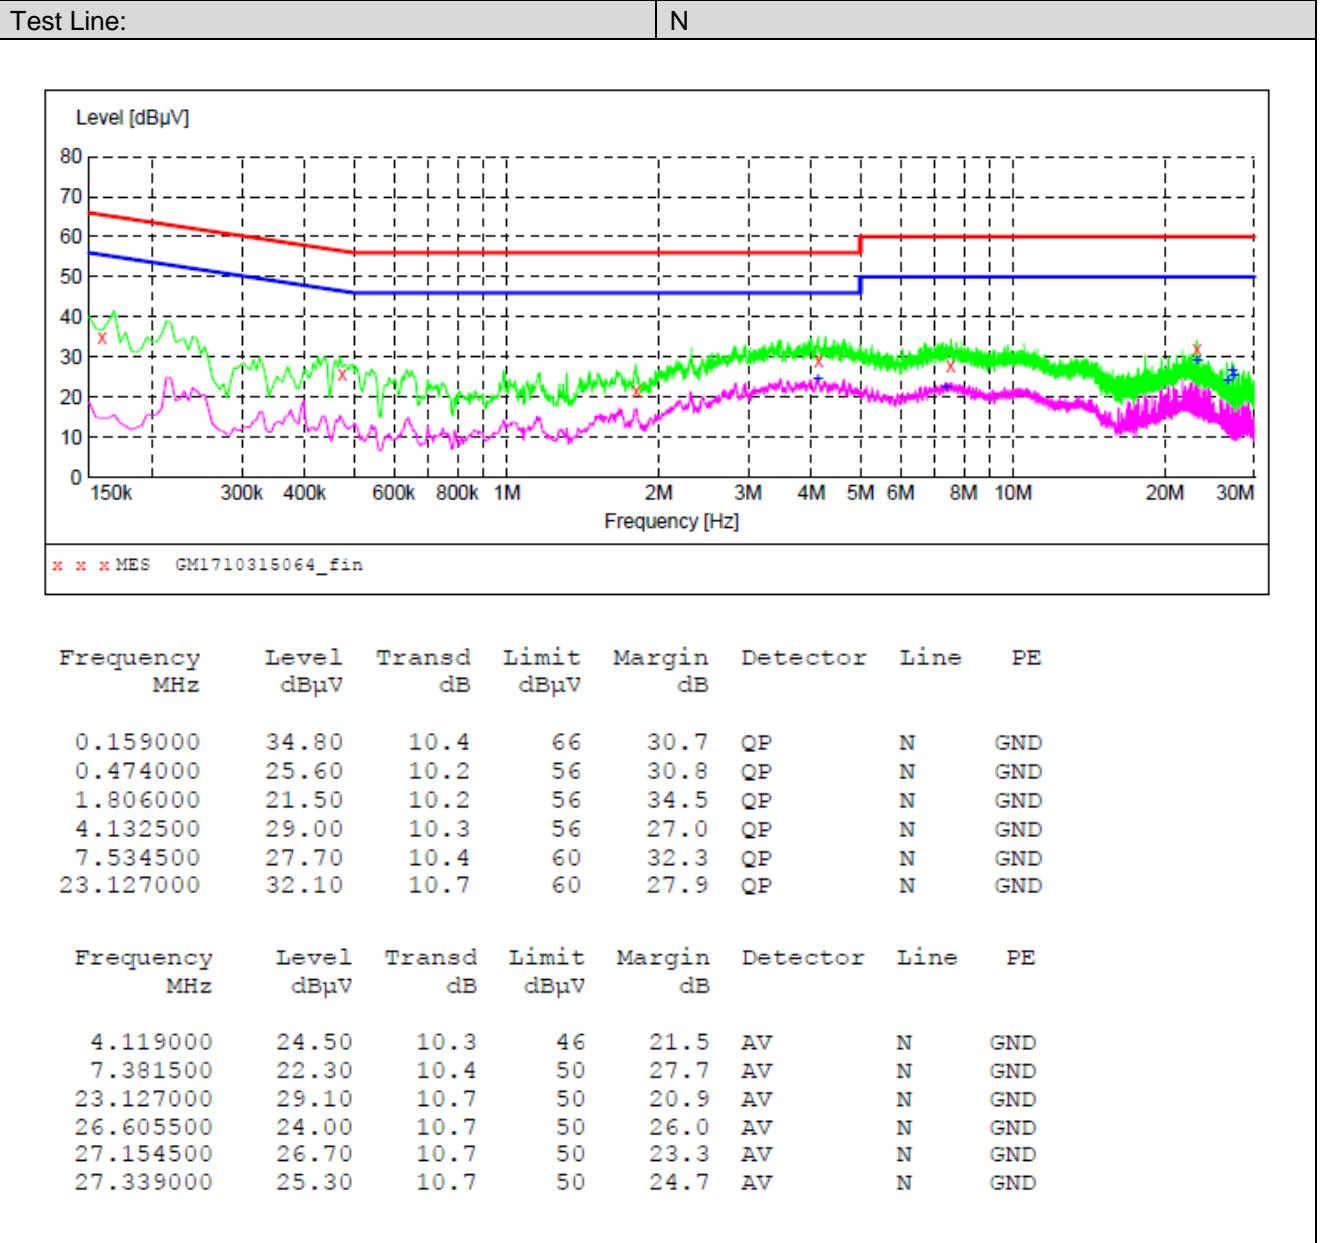 Test Line: N
Level [dBµV]
80
70
60
50
40
30
20
10
0
150k 300k 400k 600k 800k 1M 2M 3M 4M 5M 6M 8M 10M 20M 30M
Frequency [Hz]
x x x MES GM1710315064_fin
Frequency Level Transd Limit Margin Detector Line PE
MHz dBµV dB dBµV dB
0.159000 34.80 10.4 66 30.7 QP N GND
0.474000 25.60 10.2 56 30.8 QP N GND
1.806000 21.50 10.2 56 34.5 QP N GND
4.132500 29.00 10.3 56 27.0 QP N GND
7.534500 27.70 10.4 60 32.3 QP N GND
23.127000 32.10 10.7 60 27.9 QP N GND
Frequency Level Transd Limit Margin Detector Line PE
MHz dBµV dB dBµV dB
4.119000 24.50 10.3 46 21.5 AV N GND
7.381500 22.30 10.4 50 27.7 AV N GND
23.127000 29.10 10.7 50 20.9 AV N GND
26.605500 24.00 10.7 50 26.0 AV N GND
27.154500 26.70 10.7 50 23.3 AV N GND
27.339000 25.30 10.7 50 24.7 AV N GND